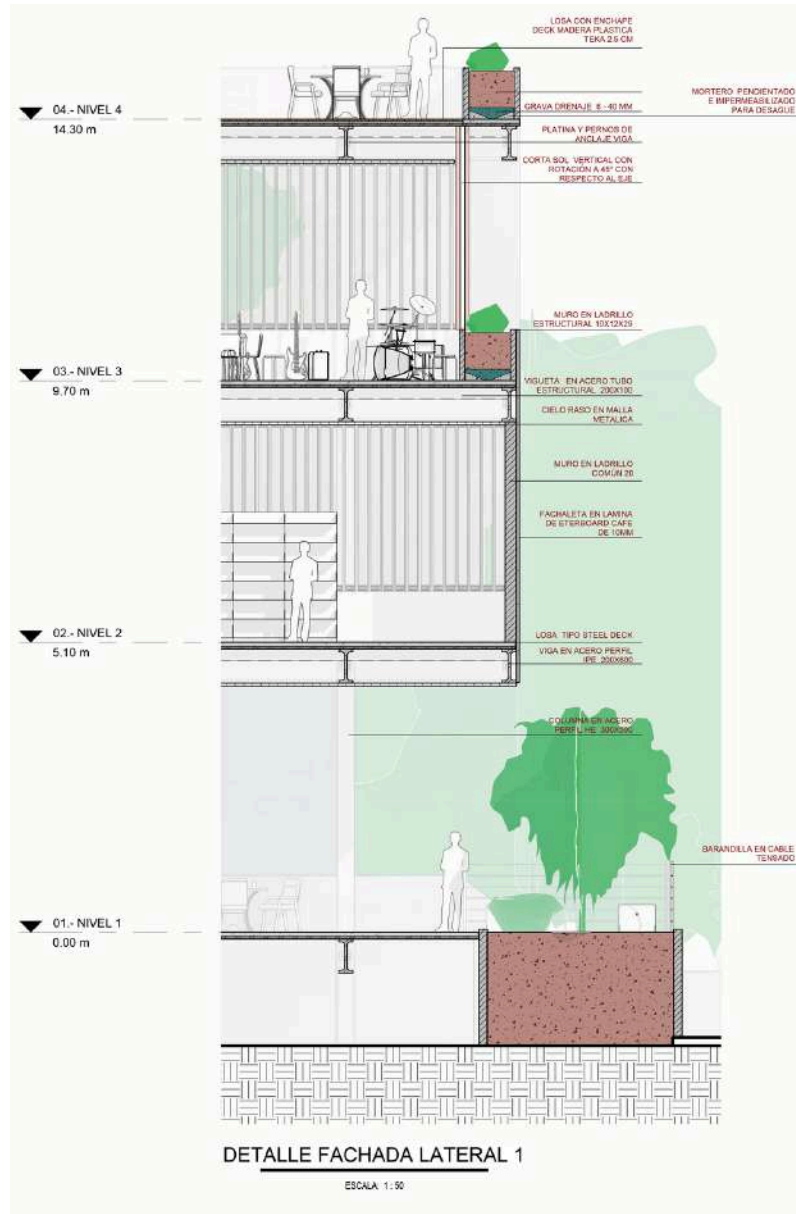 LOSA CON ENCHAPE
DECK MADERA PLASTICA
TEKA 2.5 CM
MORTERO PENDIENTADO
E IMPERMEABILIZADO
PARA DESAGUE
04.- NIVEL 4
14.30 m
GRAVA DRENAJE 6 - 40 MM
PLATINA Y PERNOS DE
ANCLAJE VIGA
CORTA SOL VERTICAL CON
ROTACIÓN A 45° CON
RESPECTO AL EJE
MURO EN LADRILLO
ESTRUCTURAL 10X12X29
03.- NIVEL 3
9.70 m
VIGUETA EN ACERO TUBO
ESTRUCTURAL 200X100
CIELO RASO EN MALLA
METALICA
MURO EN LADRILLO
COMÚN 20
FACHALETA EN LAMINA
DE ETERBOARD CAFE
DE 10MM
02.- NIVEL 2
5.10 m
LOSA TIPO STEEL DECK
VIGA EN ACERO PERFIL
IPE 200X600
COLUMNA EN ACERO
PERFIL HE 300X300
BARANDILLA EN CABLE
TENSADO
01.- NIVEL 1
0.00 m
DETALLE FACHADA LATERAL 1
ESCALA 1 : 50